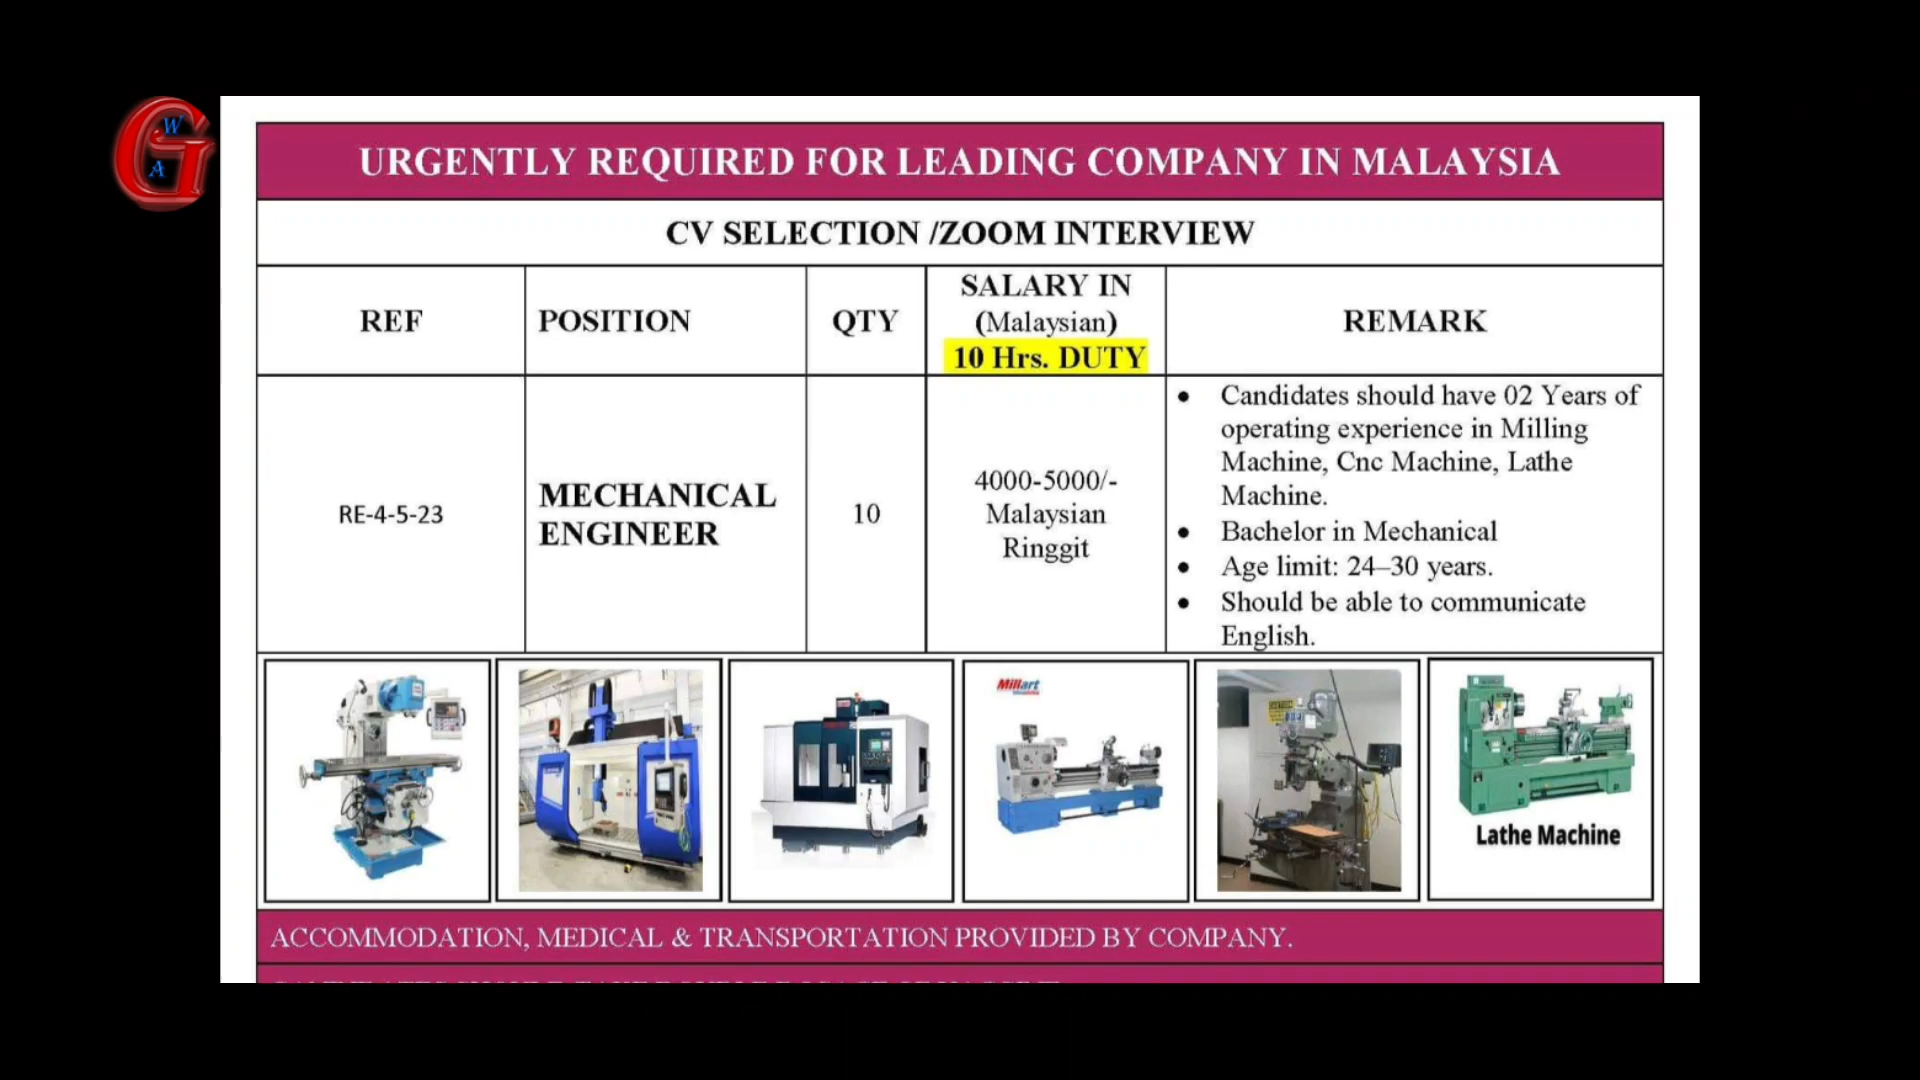 W
G
A
URGENTLY REQUIRED FOR LEADING COMPANY IN MALAYSIA
CV SELECTION /ZOOM INTERVIEW
REF
POSITION
QTY
SALARY IN
(Malaysian)
10 Hrs. DUTY
REMARK
RE-4-5-23
MECHANICAL
ENGINEER
10
4000-5000/-
Malaysian
Ringgit
• Candidates should have 02 Years of
operating experience in Milling
Machine, Cnc Machine, Lathe
Machine.
• Bachelor in Mechanical
• Age limit: 24–30 years.
• Should be able to communicate
English.
Millart
Lathe Machine
ACCOMMODATION, MEDICAL & TRANSPORTATION PROVIDED BY COMPANY.